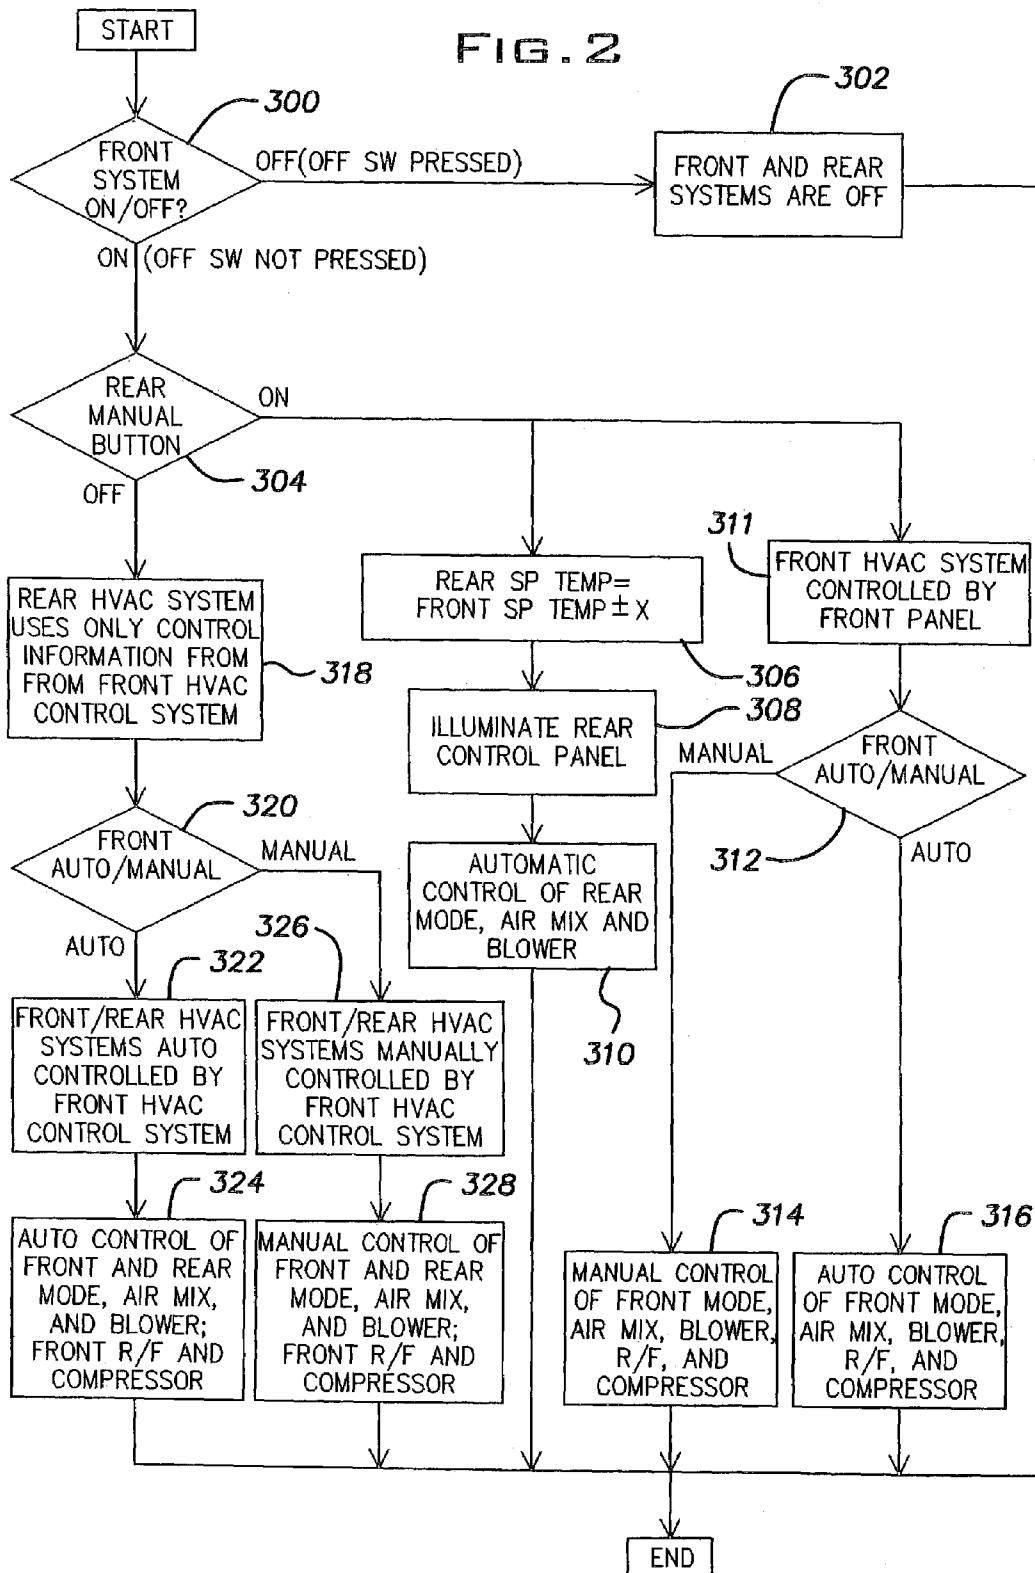 START
FIG. 2
300
302
FRONT
SYSTEM
ON/OFF?
OFF(OFF SW PRESSED)
FRONT AND REAR
SYSTEMS ARE OFF
ON (OFF SW NOT PRESSED)
REAR
MANUAL
BUTTON
ON
304
OFF
311
REAR SP TEMP=
FRONT SP TEMP ± X
306
FRONT HVAC SYSTEM
CONTROLLED BY
FRONT PANEL
REAR HVAC SYSTEM
USES ONLY CONTROL
INFORMATION FROM
FROM FRONT HVAC
CONTROL SYSTEM
318
308
ILLUMINATE REAR
CONTROL PANEL
MANUAL
FRONT
AUTO/MANUAL
312
AUTO
320
FRONT
AUTO/MANUAL
MANUAL
AUTO
AUTOMATIC
CONTROL OF REAR
MODE, AIR MIX AND
BLOWER
310
322
326
FRONT/REAR HVAC
SYSTEMS AUTO
CONTROLLED BY
FRONT HVAC
CONTROL SYSTEM
FRONT/REAR HVAC
SYSTEMS MANUALLY
CONTROLLED BY
FRONT HVAC
CONTROL SYSTEM
324
328
314
316
AUTO CONTROL OF
FRONT AND REAR
MODE, AIR MIX,
AND BLOWER;
FRONT R/F AND
COMPRESSOR
MANUAL CONTROL OF
FRONT AND REAR
MODE, AIR MIX,
AND BLOWER;
FRONT R/F AND
COMPRESSOR
MANUAL CONTROL
OF FRONT MODE,
AIR MIX, BLOWER,
R/F, AND
COMPRESSOR
AUTO CONTROL
OF FRONT MODE,
AIR MIX, BLOWER,
R/F, AND
COMPRESSOR
END